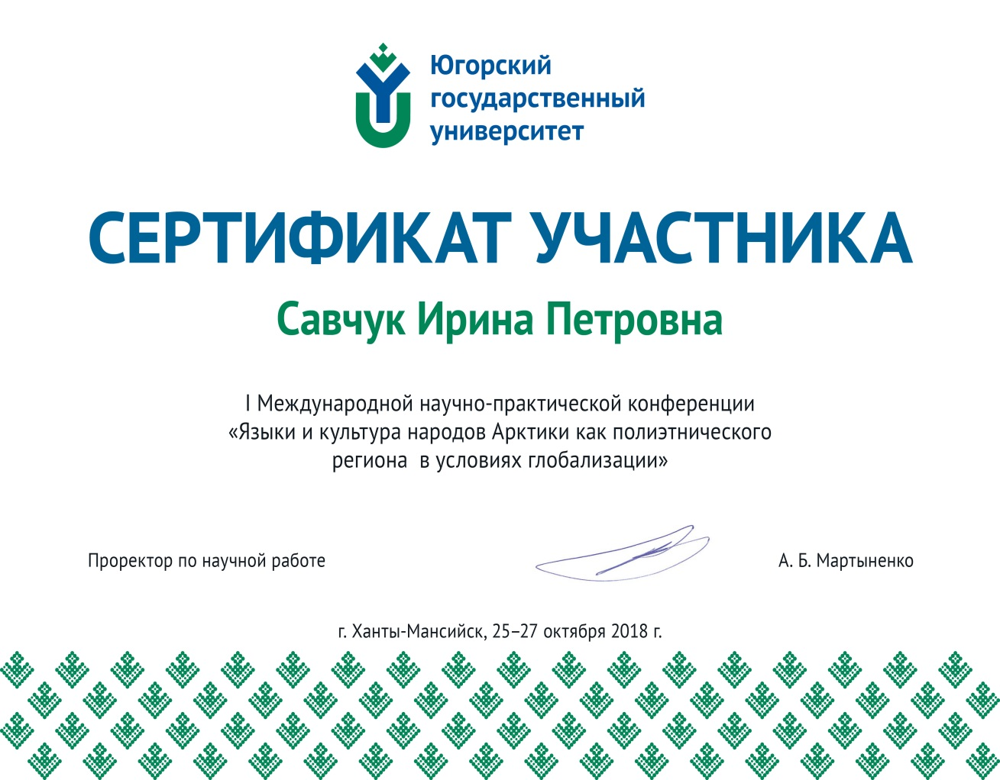 Югорский
государственный
университет
СЕРТИФИКАТ УЧАСТНИКА
Савчук Ирина Петровна
I Международной научно-практической конференции
«Языки и культура народов Арктики как полиэтнического
региона в условиях глобализации»
Проректор по научной работе
А. Б. Мартыненко
г. Ханты-Мансийск, 25–27 октября 2018 г.